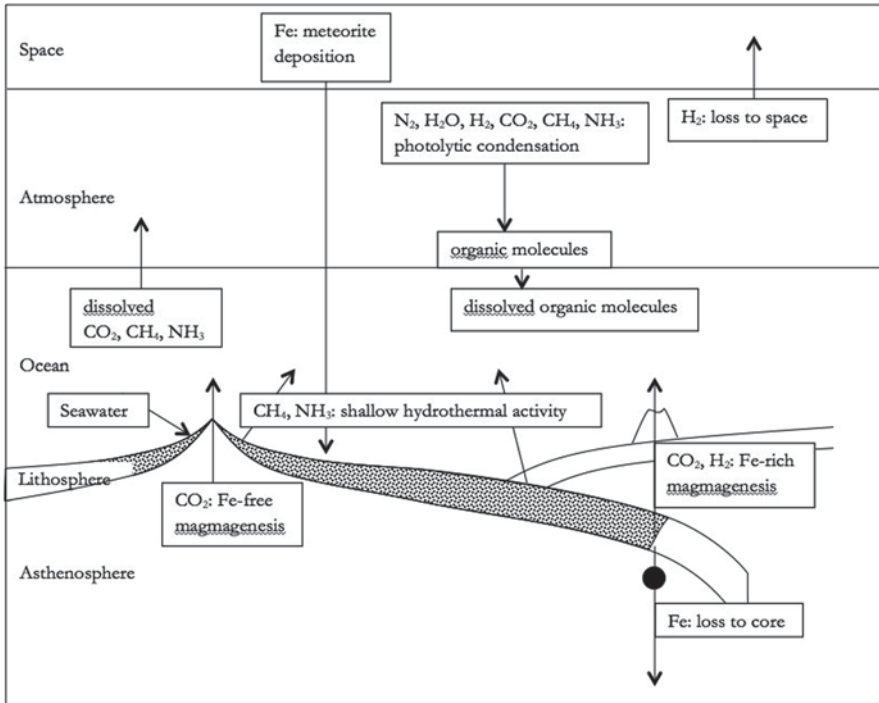 Space
Fe: meteorite
deposition
H₂: loss to space
N₂, H₂O, H₂, CO₂, CH₄, NH₃:
photolytic condensation
Atmosphere
organic molecules
dissolved
CO₂, CH₄, NH₃
dissolved organic molecules
Ocean
Seawater
CH₄, NH₃: shallow hydrothermal activity
Lithosphere
CO₂: Fe-free
magmagenesis
CO₂, H₂: Fe-rich
magmagenesis
Asthenosphere
Fe: loss to core